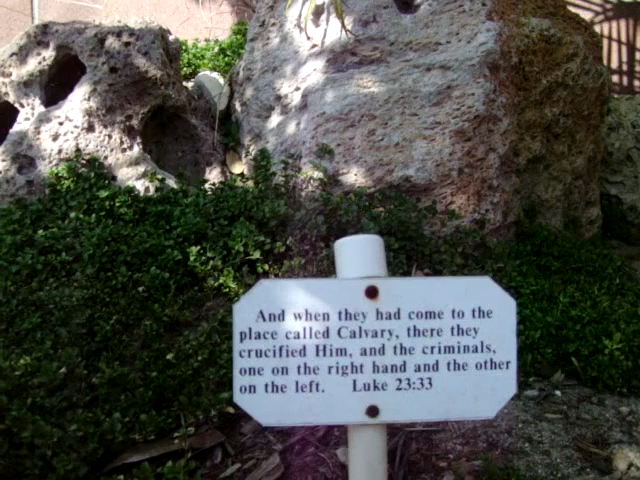 And when they had come to the
place called Calvary, there they
crucified Him, and the criminals,
one on the right hand and the other
on the left. Luke 23:33